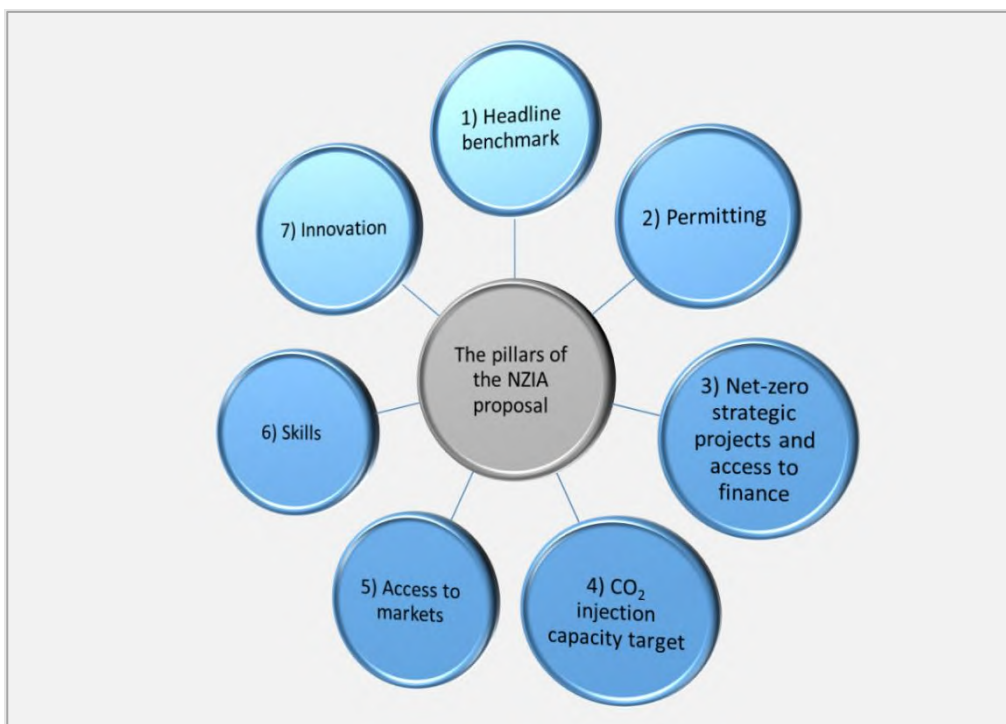 1) Headline
benchmark
2) Permitting
3) Net-zero
strategic
projects and
access to
finance
4) CO₂
injection
capacity target
5) Access to
markets
6) Skills
7) Innovation
The pillars of
the NZIA
proposal